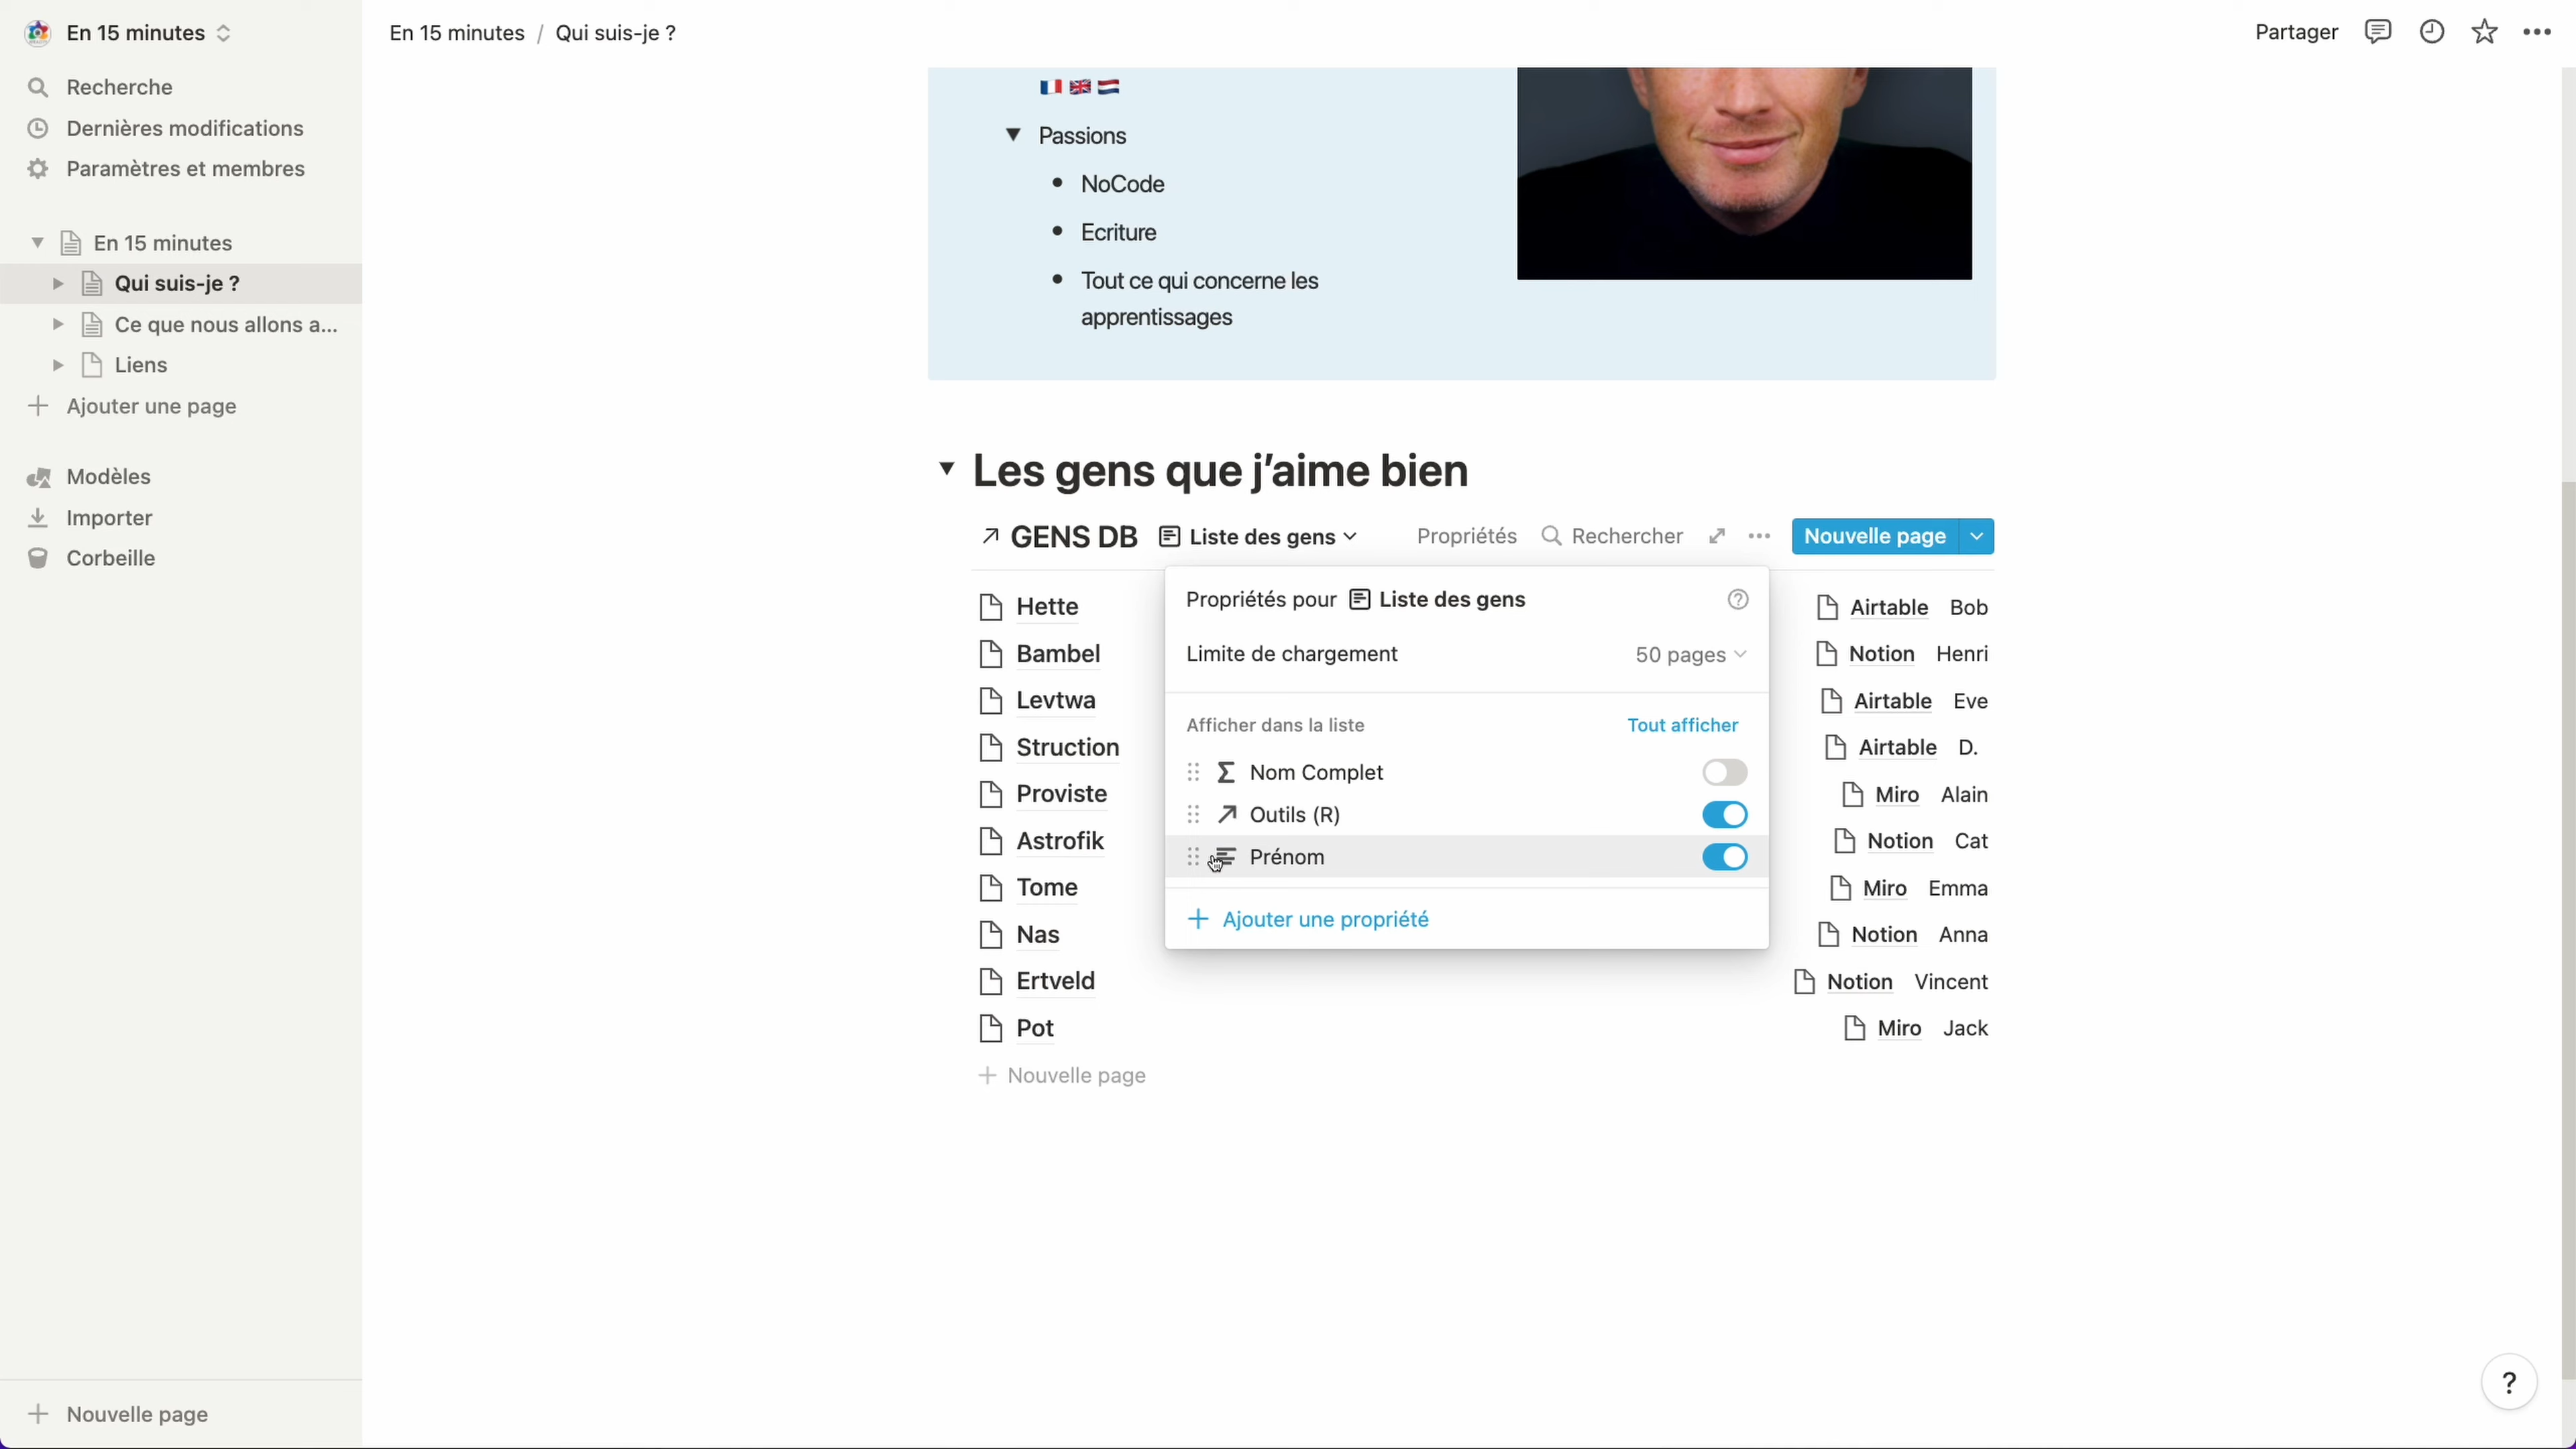 En 15 minutes
Recherche
Dernières modifications
Paramètres et membres
En 15 minutes
Qui suis-je ?
Ce que nous allons a...
Liens
Ajouter une page
Modèles
Importer
Corbeille
Nouvelle page
En 15 minutes / Qui suis-je ?
Partager
Passions
NoCode
Ecriture
Tout ce qui concerne les
apprentissages
Les gens que j’aime bien
GENS DB Liste des gens Propriétés Rechercher Nouvelle page
Propriétés pour Liste des gens
Limite de chargement 50 pages
Afficher dans la liste Tout afficher
Nom Complet
Outils (R)
Prénom
Ajouter une propriété
Hette Airtable Bob
Bambel Notion Henri
Levtwa Airtable Eve
Struction Airtable D.
Proviste Miro Alain
Astrofik Notion Cat
Tome Miro Emma
Nas Notion Anna
Ertveld Notion Vincent
Pot Miro Jack
Nouvelle page
?